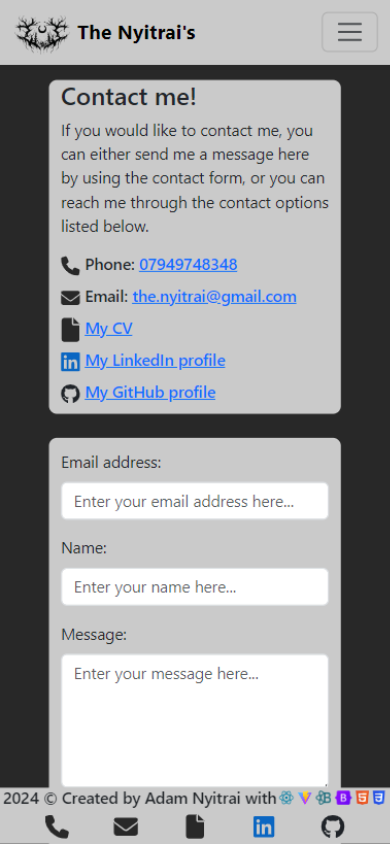 The Nyitrai's
Contact me!
If you would like to contact me, you
can either send me a message here
by using the contact form, or you can
reach me through the contact options
listed below.
Phone: 07949748348
Email: the.nyitrai@gmail.com
My CV
My LinkedIn profile
My GitHub profile
Email address:
Enter your email address here...
Name:
Enter your name here...
Message:
Enter your message here...
2024 © Created by Adam Nyitrai with